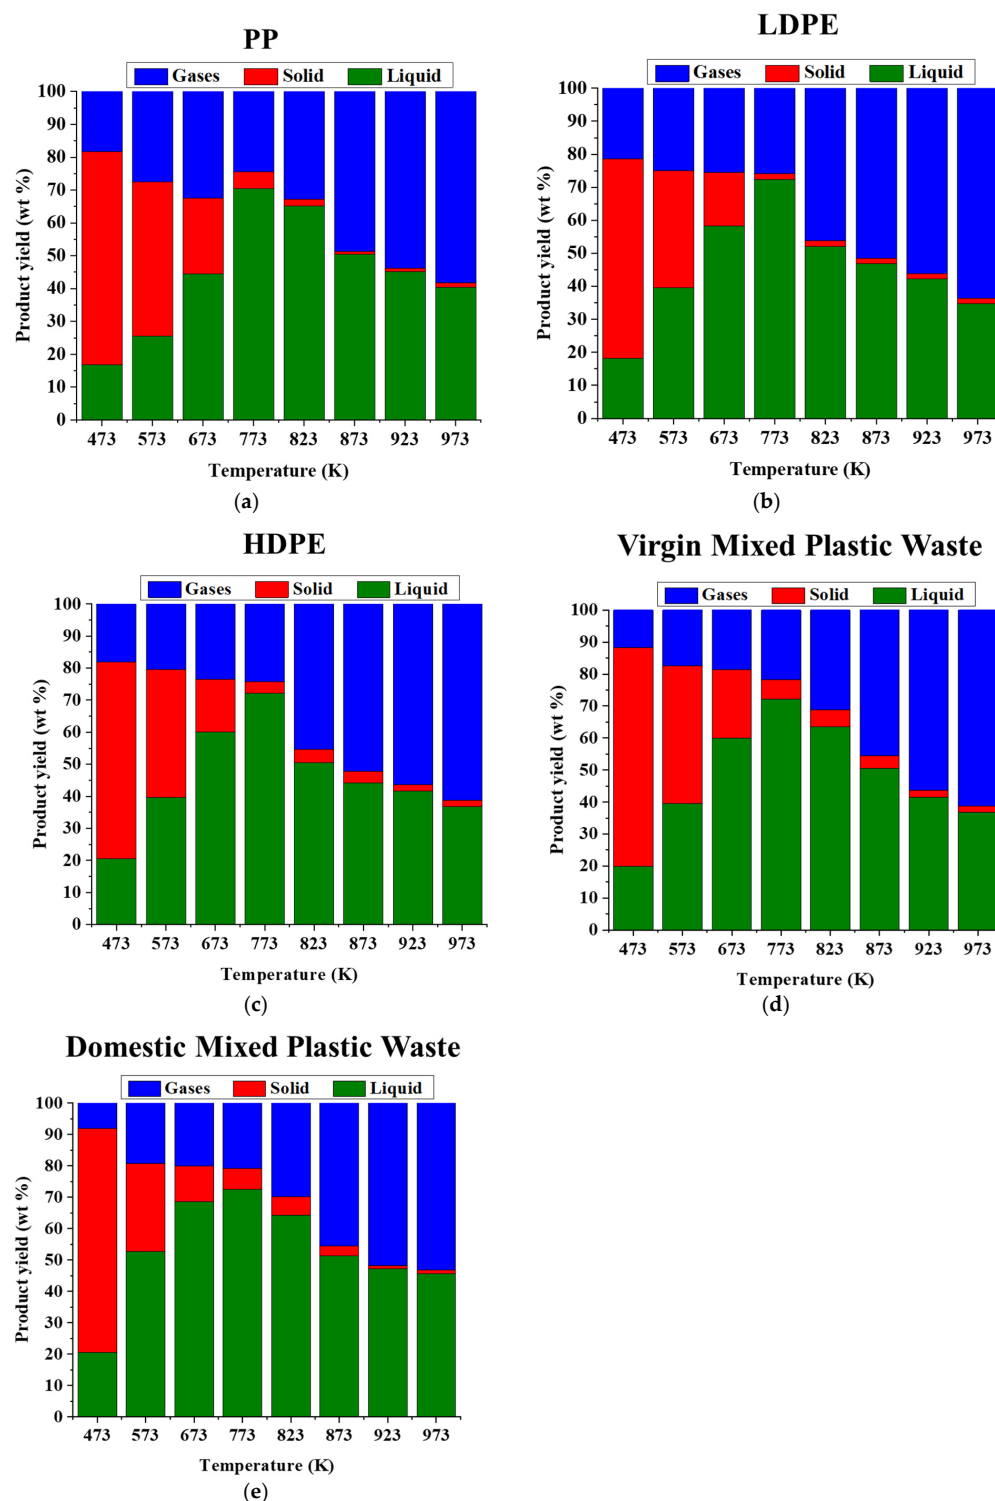 PP
Gases Solid Liquid
100
90
80
70
60
50
40
30
20
10
0
Product yield (wt %)
473 573 673 773 823 873 923 973
Temperature (K)
(a)
LDPE
Gases Solid Liquid
100
90
80
70
60
50
40
30
20
10
0
Product yield (wt %)
473 573 673 773 823 873 923 973
Temperature (K)
(b)
HDPE
Gases Solid Liquid
100
90
80
70
60
50
40
30
20
10
0
Product yield (wt %)
473 573 673 773 823 873 923 973
Temperature (K)
(c)
Virgin Mixed Plastic Waste
Gases Solid Liquid
100
90
80
70
60
50
40
30
20
10
0
Product yield (wt %)
473 573 673 773 823 873 923 973
Temperature (K)
(d)
Domestic Mixed Plastic Waste
Gases Solid Liquid
100
90
80
70
60
50
40
30
20
10
0
Product yield (wt %)
473 573 673 773 823 873 923 973
Temperature (K)
(e)